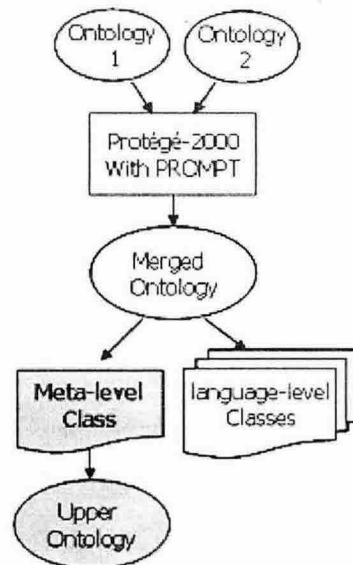 Ontology
1
Ontology
2
Protégé-2000
With PROMPT
Merged
Ontology
Meta-level
Class
language-level
Classes
Upper
Ontology